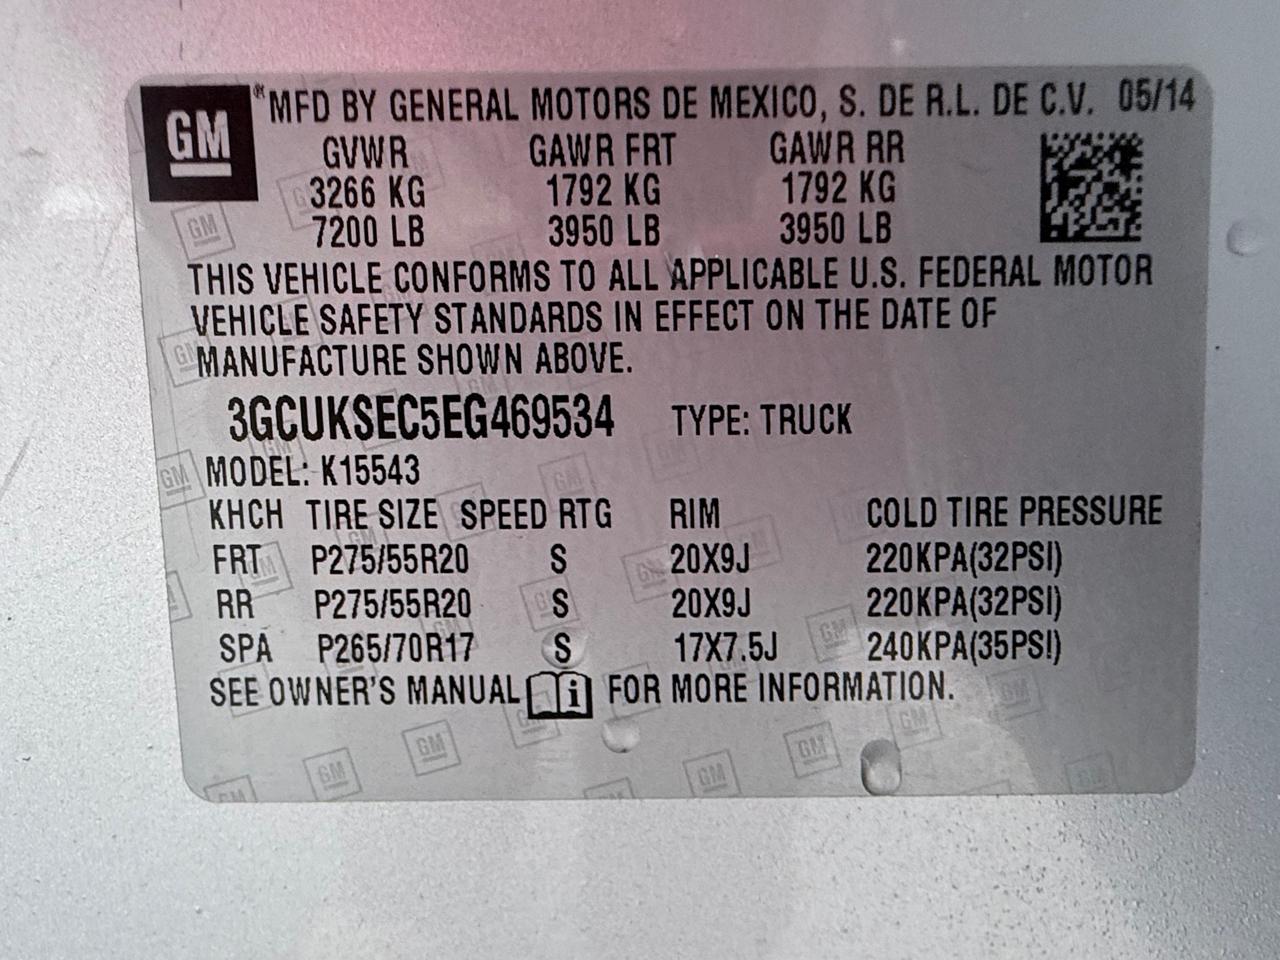 GM ® MFD BY GENERAL MOTORS DE MEXICO, S. DE R.L. DE C.V. 05/14
GVWR GAWR FRT GAWR RR
3266 KG 1792 KG 1792 KG
7200 LB 3950 LB 3950 LB
THIS VEHICLE CONFORMS TO ALL APPLICABLE U.S. FEDERAL MOTOR
VEHICLE SAFETY STANDARDS IN EFFECT ON THE DATE OF
MANUFACTURE SHOWN ABOVE.
3GCUKSEC5EG469534 TYPE: TRUCK
MODEL: K15543
KHCH TIRE SIZE SPEED RTG RIM COLD TIRE PRESSURE
FRT P275/55R20 S 20X9J 220KPA(32PSI)
RR P275/55R20 S 20X9J 220KPA(32PSI)
SPA P265/70R17 S 17X7.5J 240KPA(35PSI)
SEE OWNER'S MANUAL i FOR MORE INFORMATION.